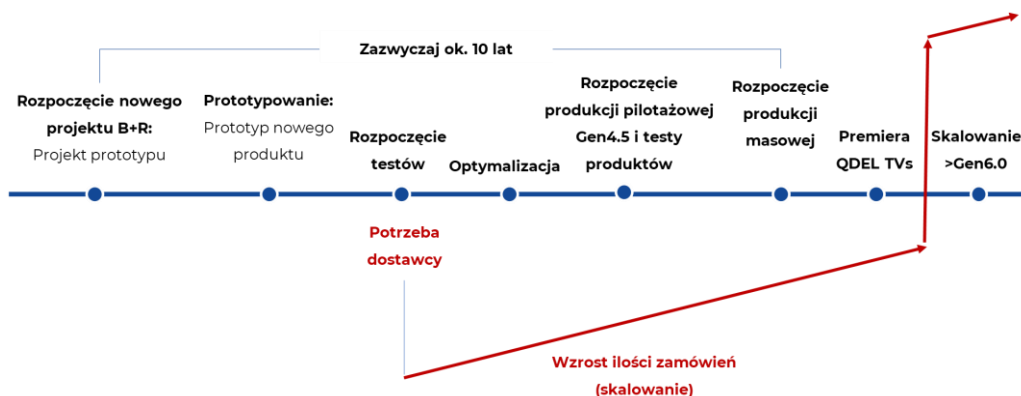 Zazwyczaj ok. 10 lat
Rozpoczęcie nowego
projektu B+R:
Projekt prototypu
Prototypowanie:
Prototyp nowego
produktu
Rozpoczęcie
testów
Optymalizacja
Rozpoczęcie
produkcji pilotażowej
Gen4.5 i testy
produktów
Rozpoczęcie
produkcji
masowej
Premiera
QDEL TVs
Skalowanie
>Gen6.0
Potrzeba
dostawcy
Wzrost ilości zamówień
(skalowanie)